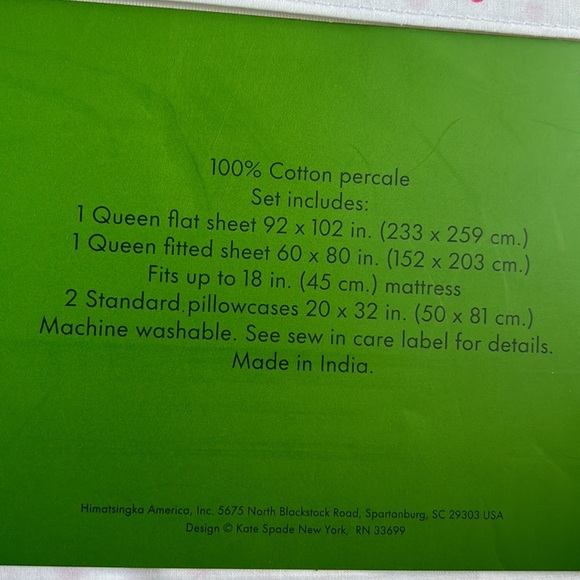 100% Cotton percale
Set includes:
1 Queen flat sheet 92 x 102 in. (233 x 259 cm.)
1 Queen fitted sheet 60 x 80 in. (152 x 203 cm.)
Fits up to 18 in. (45 cm.) mattress
2 Standard pillowcases 20 x 32 in. (50 x 81 cm.)
Machine washable. See sew in care label for details.
Made in India.
Himatsingka America, Inc. 5675 North Blackstock Road, Spartanburg, SC 29303 USA
Design © Kate Spade New York. RN 33699